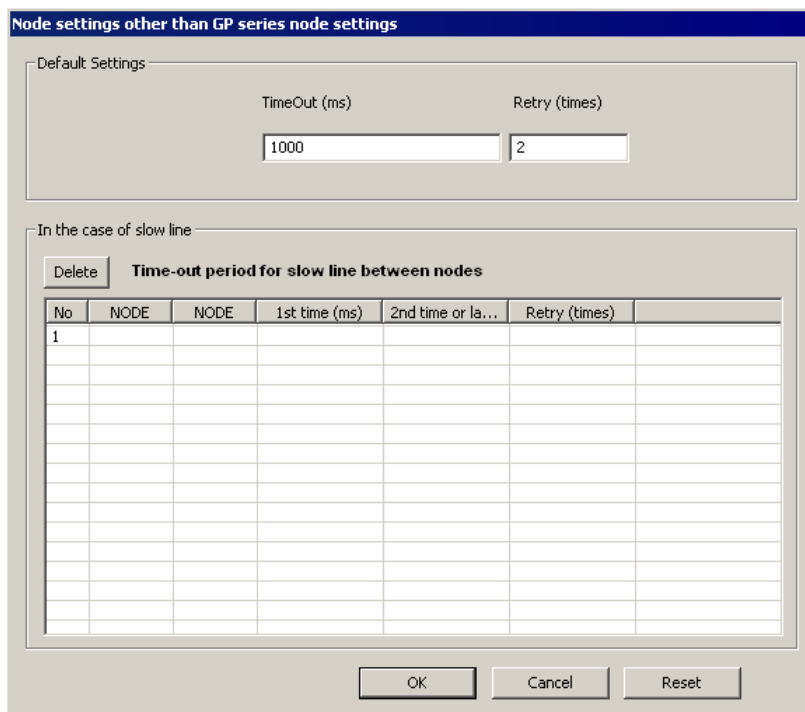 Node settings other than GP series node settings
Default Settings
TimeOut (ms) Retry (times)
1000 2
In the case of slow line
Delete Time-out period for slow line between nodes
No NODE NODE 1st time (ms) 2nd time or la... Retry (times)
1
OK Cancel Reset